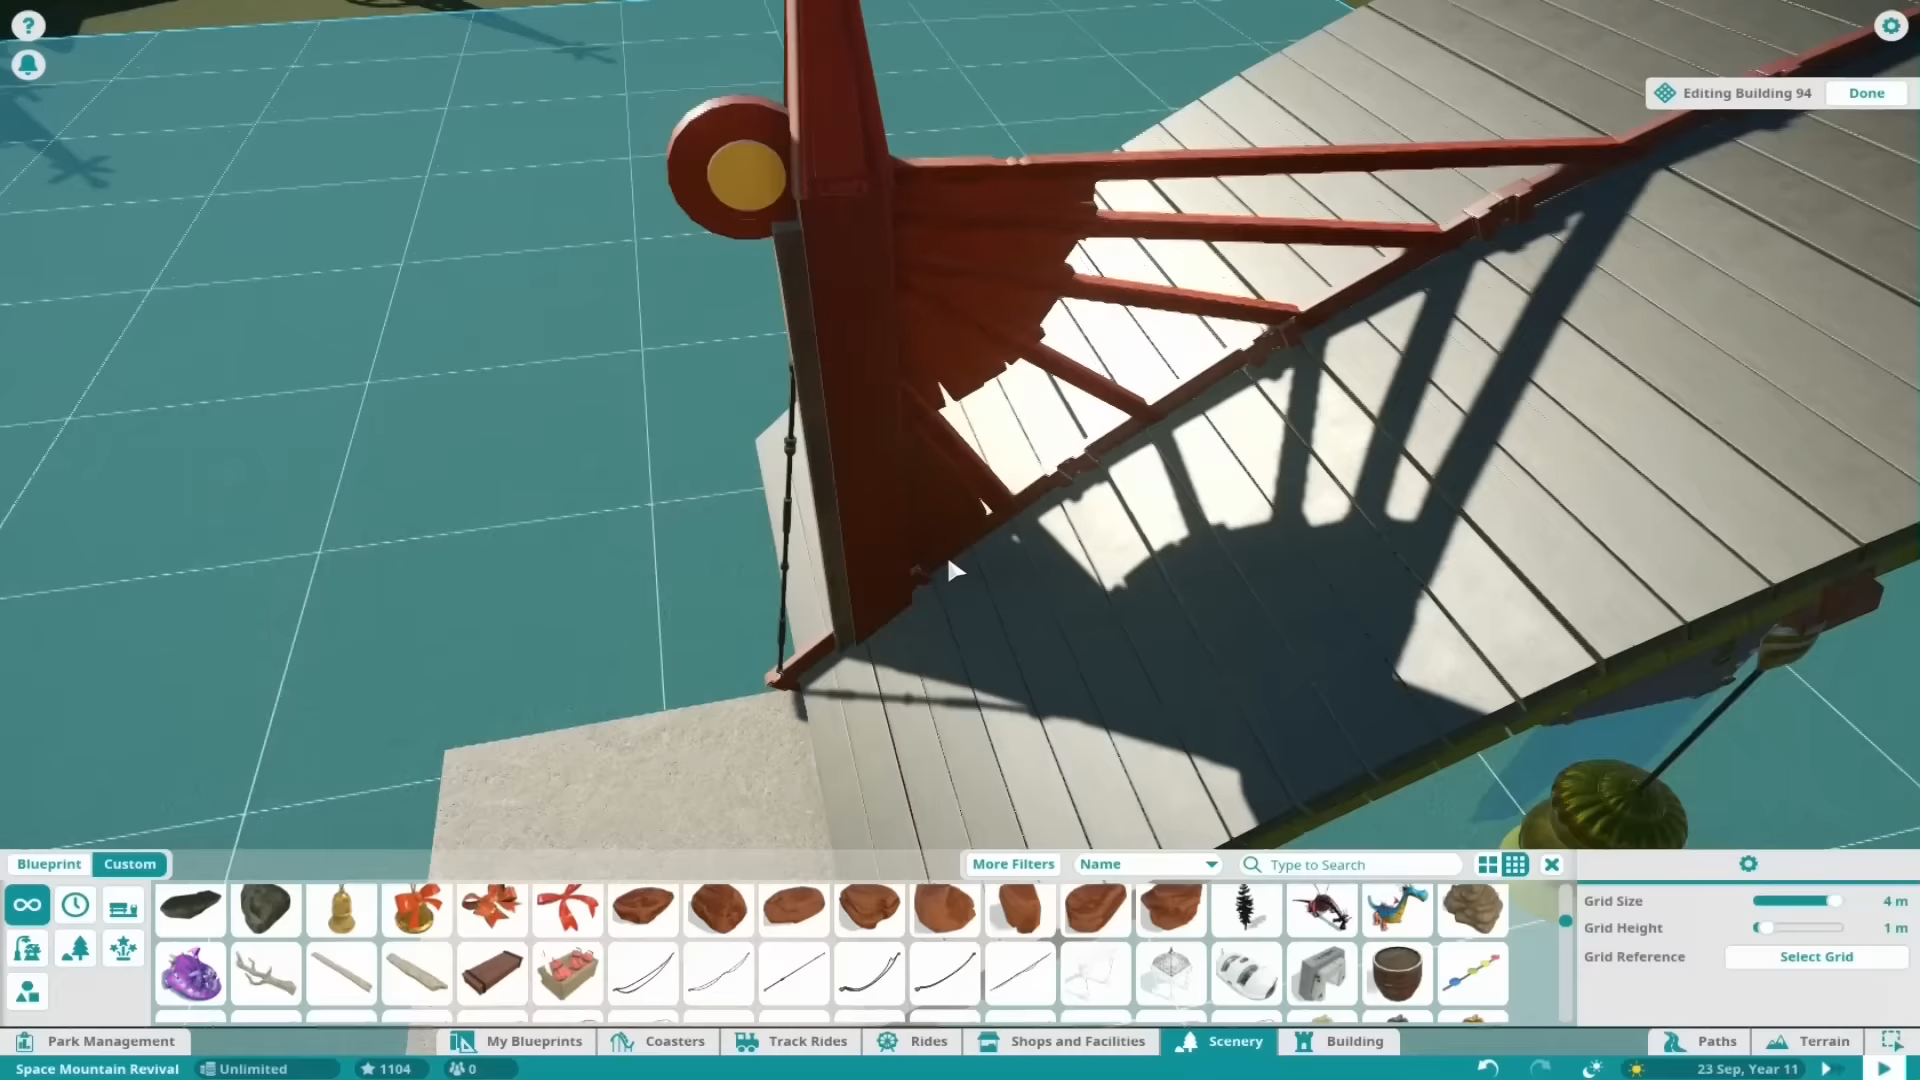 ?
Editing Building 94 Done
Blueprint Custom More Filters Name Type to Search
Grid Size 4 m
Grid Height 1 m
Grid Reference Select Grid
Park Management My Blueprints Coasters Track Rides Rides Shops and Facilities Scenery Building Paths Terrain
Space Mountain Revival Unlimited 1104 0 23 Sep, Year 11